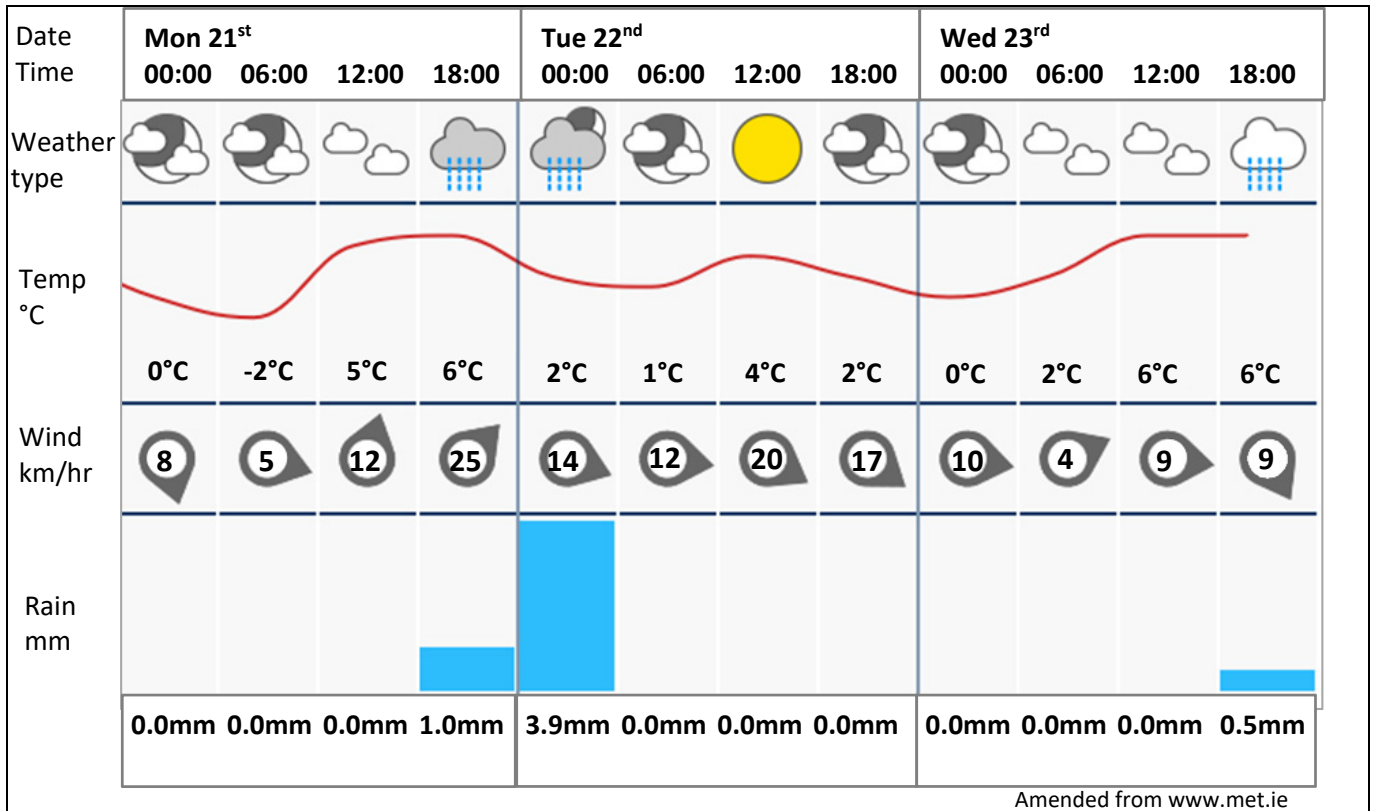 Date
Mon 21st Tue 22nd Wed 23rd
Time
00:00 06:00 12:00 18:00 00:00 06:00 12:00 18:00 00:00 06:00 12:00 18:00
Weather
type
Temp
°C
0°C -2°C 5°C 6°C 2°C 1°C 4°C 2°C 0°C 2°C 6°C 6°C
Wind
km/hr
8 5 12 25 14 12 20 17 10 4 9 9
Rain
mm
0.0mm 0.0mm 0.0mm 1.0mm 3.9mm 0.0mm 0.0mm 0.0mm 0.0mm 0.0mm 0.0mm 0.5mm
Amended from www.met.ie